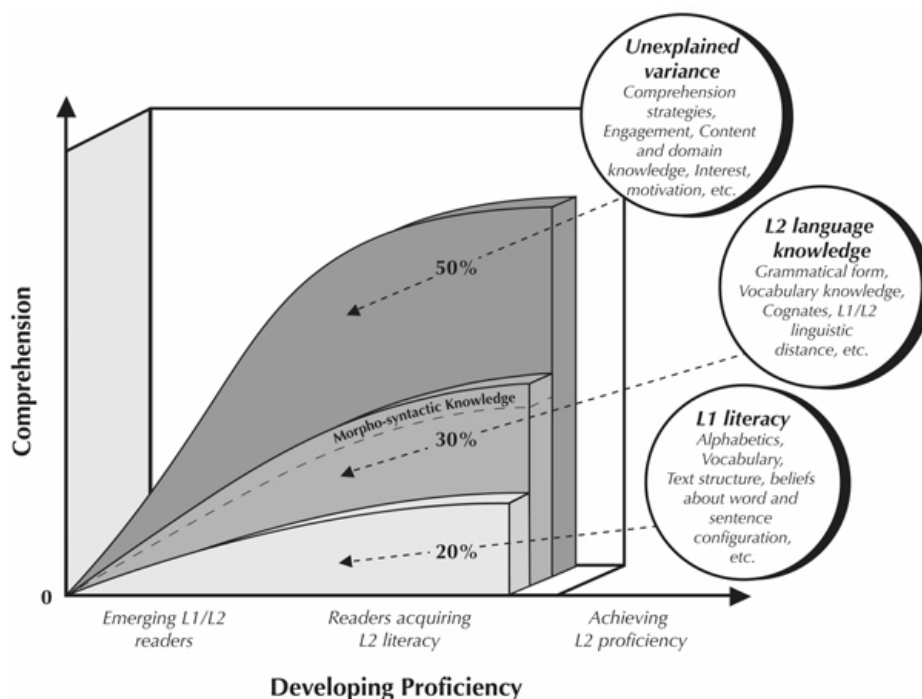 Unexplained
variance
Comprehension
strategies,
Engagement, Content
and domain
knowledge, Interest,
motivation, etc.
L2 language
knowledge
Grammatical form,
Vocabulary knowledge,
Cognates, L1/L2
linguistic
distance, etc.
L1 literacy
Alphabetics,
Vocabulary,
Text structure, beliefs
about word and
sentence
configuration,
etc.
Comprehension
50%
Morpho-syntactic Knowledge
30%
20%
0
Emerging L1/L2
readers
Readers acquiring
L2 literacy
Achieving
L2 proficiency
Developing Proficiency